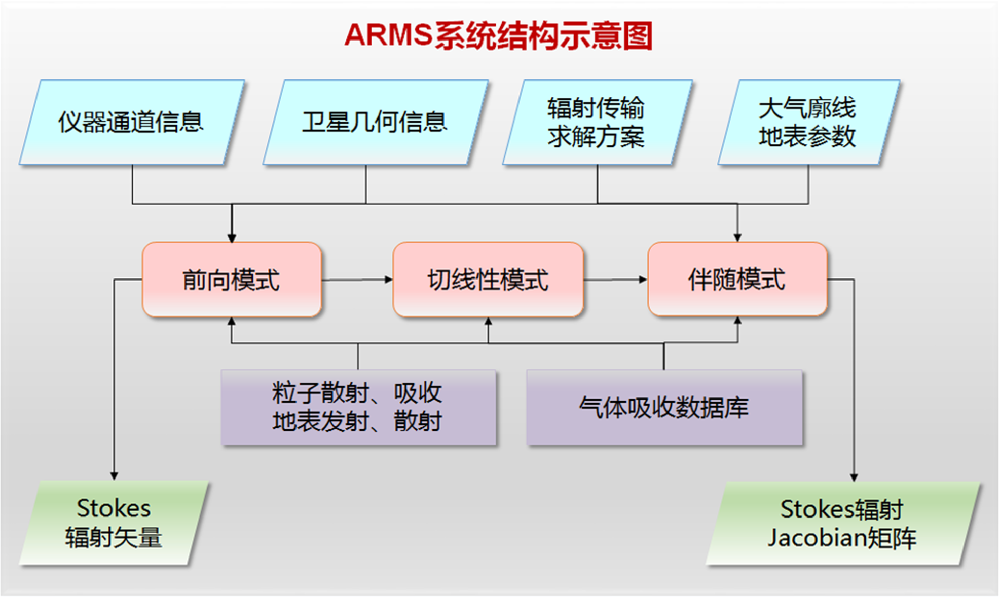 ARMS系统结构示意图
仪器通道信息
卫星几何信息
辐射传输
求解方案
大气廓线
地表参数
前向模式
切线性模式
伴随模式
粒子散射、吸收
地表发射、散射
气体吸收数据库
Stokes
辐射矢量
Stokes辐射
Jacobian矩阵